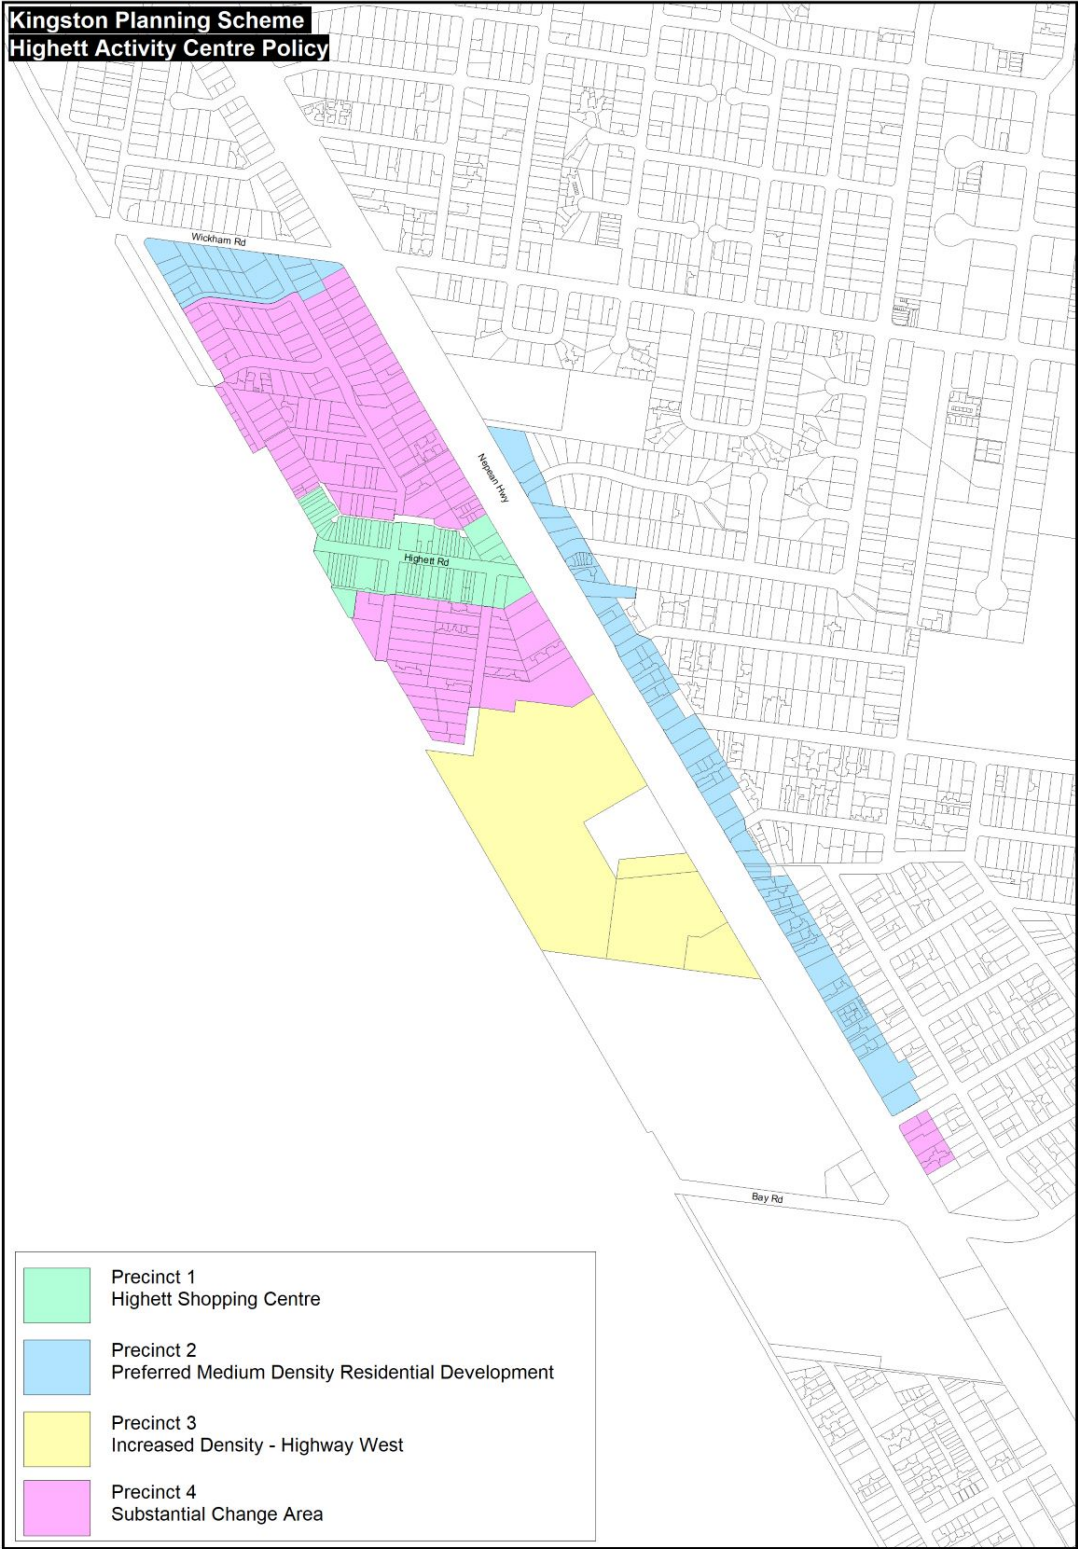 Kingston Planning Scheme
Highett Activity Centre Policy
Wickham Rd
Nepean Hwy
Highett Rd
Bay Rd
Precinct 1
Highett Shopping Centre
Precinct 2
Preferred Medium Density Residential Development
Precinct 3
Increased Density - Highway West
Precinct 4
Substantial Change Area